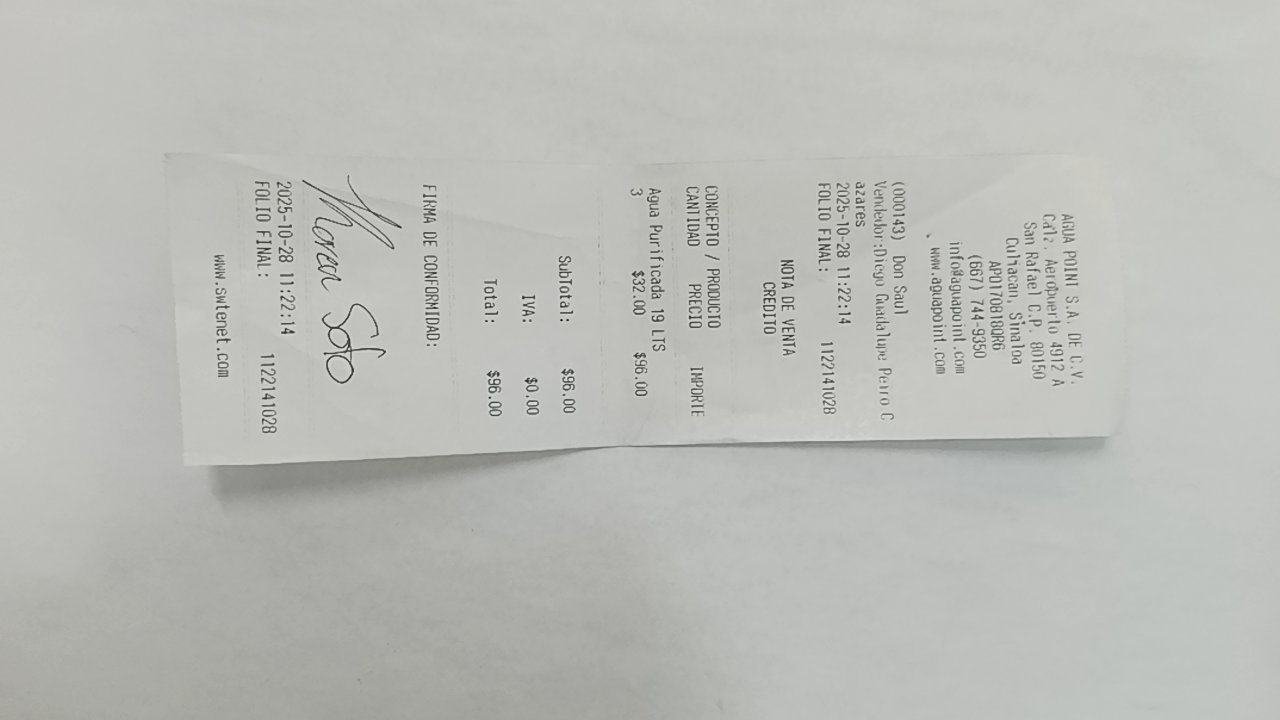 AGUA POINT S.A. DE C.V.
Calz. Aeropuerto 4912 A
San Rafael C.P. 80150
Culiacan, Sinaloa
APO170818QR6
(667) 744-9350
info@aguapoint.com
www.aguapoint.com
(000143) Don Saul
Vendedor:Diego Guadalupe Peiro C
azares
2025-10-28 11:22:14
FOLIO FINAL: 1122141028
NOTA DE VENTA
CREDITO
CONCEPTO / PRODUCTO
CANTIDAD PRECIO IMPORTE
Agua Purificada 19 LTS
3 $32.00 $96.00
SubTotal: $96.00
IVA: $0.00
Total: $96.00
FIRMA DE CONFORMIDAD:
Soto
2025-10-28 11:22:14
FOLIO FINAL: 1122141028
www.swtenet.com